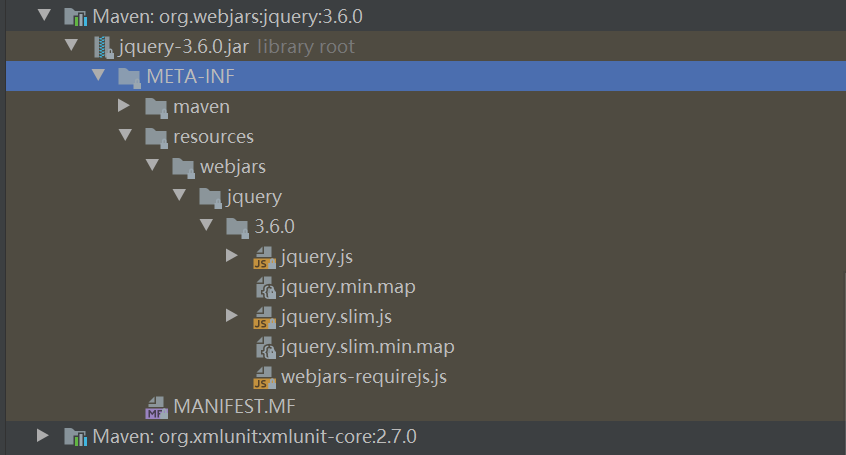 Maven: org.webjars:jquery:3.6.0
jquery-3.6.0.jar library root
META-INF
maven
resources
webjars
jquery
3.6.0
JS jquery.js
jquery.min.map
JS jquery.slim.js
jquery.slim.min.map
JS webjars-requirejs.js
MF MANIFEST.MF
Maven: org.xmlunit:xmlunit-core:2.7.0